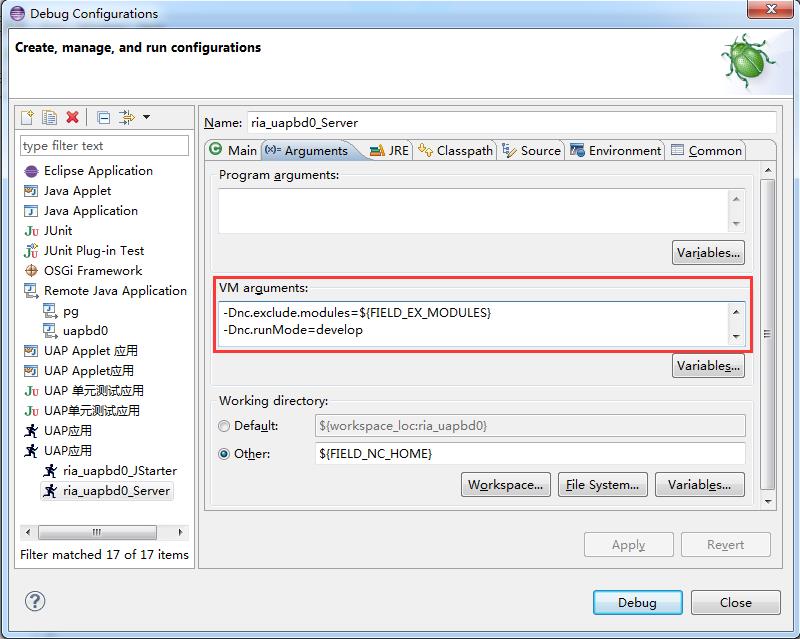 Debug Configurations
Create, manage, and run configurations
type filter text
Eclipse Application
Java Applet
Java Application
JUnit
JUnit Plug-in Test
OSGi Framework
Remote Java Application
pg
uapbd0
UAP Applet 应用
UAP Applet应用
UAP 单元测试应用
UAP单元测试应用
UAP应用
UAP应用
ria_uapbd0_JStarter
ria_uapbd0_Server
Filter matched 17 of 17 items
Name: ria_uapbd0_Server
Main (x)= Arguments JRE Classpath Source Environment Common
Program arguments:
Variables...
VM arguments:
-Dnc.exclude.modules=${FIELD_EX_MODULES}
-Dnc.runMode=develop
Variables...
Working directory:
Default: ${workspace_loc:ria_uapbd0}
Other: ${FIELD_NC_HOME}
Workspace... File System... Variables...
Apply Revert
Debug Close